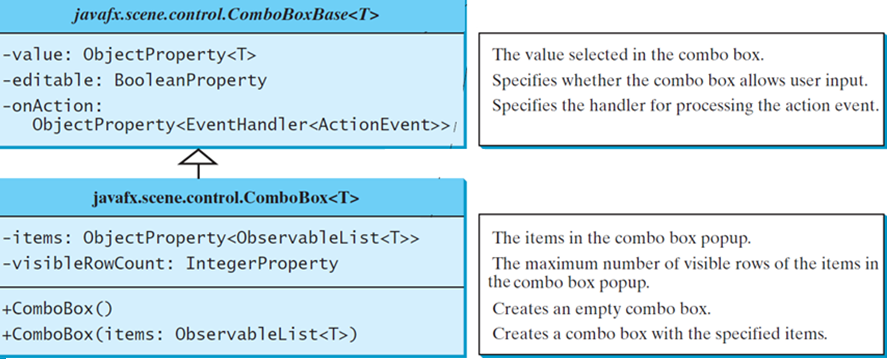 javafx.scene.control.ComboBoxBase<T>
-value: ObjectProperty<T>
-editable: BooleanProperty
-onAction:
ObjectProperty<EventHandler<ActionEvent>>
The value selected in the combo box.
Specifies whether the combo box allows user input.
Specifies the handler for processing the action event.
javafx.scene.control.ComboBox<T>
-items: ObjectProperty<ObservableList<T>>
-visibleRowCount: IntegerProperty
+ComboBox()
+ComboBox(items: ObservableList<T>)
The items in the combo box popup.
The maximum number of visible rows of the items in
the combo box popup.
Creates an empty combo box.
Creates a combo box with the specified items.